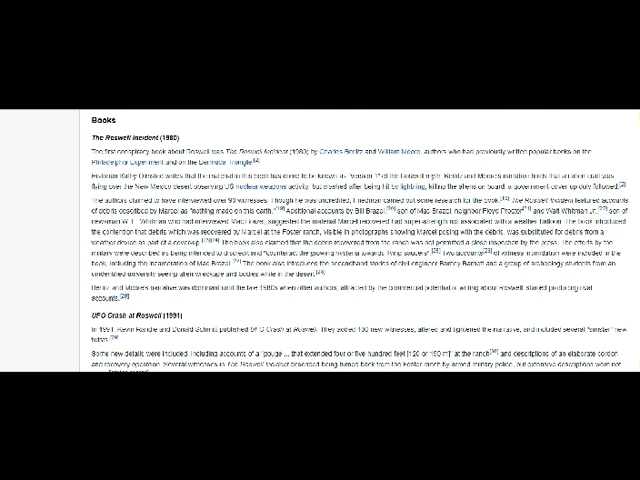 Books
The Roswell Incident (1980)
The first conspiracy book about Roswell was The Roswell Incident (1980) by Charles Berlitz and William Moore, authors who had previously written popular books on the
Philadelphia Experiment and on the Bermuda Triangle.[2]
Historian Kathy Olmsted writes that the material in this book has come to be known as "version 1" of the Roswell myth. Berlitz and Moore's narrative holds that an alien craft was
flying over the New Mexico desert observing US nuclear weapons activity, but crashed after being hit by lightning, killing the aliens on board; a government cover-up duly followed.
The authors claimed to have interviewed over 90 witnesses. Though he was uncredited, Friedman carried out some research for the book. The Roswell Incident featured accounts
of debris described by Marcel as "nothing made on this earth." Additional accounts by Bill Brazel, son of Mac Brazel, neighbor Floyd Proctor and Walt Whitman Jr., son of
newsman W. E. Whitman who had interviewed Mac Brazel, suggested the material Marcel recovered had super-strength not associated with a weather balloon. The book introduced
the contention that debris which was recovered by Marcel at the Foster ranch, visible in photographs showing Marcel posing with the debris, was substituted for debris from a
weather device as part of a cover-up. The book also claimed that the debris recovered from the ranch was not permitted a close inspection by the press. The efforts by the
military were described as being intended to discredit and "counteract the growing hysteria towards flying saucers". Two accounts of witness intimidation were included in the
book, including the incarceration of Mac Brazel. The book also introduced the secondhand stories of civil engineer Barney Barnett and a group of archeology students from an
unidentified university seeing alien wreckage and bodies while in the desert.
Berlitz and Moore's narrative was dominant until the late 1980s when other authors, attracted by the commercial potential of writing about Roswell, started producing rival
accounts.
UFO Crash at Roswell (1991)
In 1991, Kevin Randle and Donald Schmitt published UFO Crash at Roswell. They added 100 new witnesses, altered and tightened the narrative, and included several "sinister" new
twists.
Some new details were included, including accounts of a "gouge ... that extended four or five hundred feet [120 or 150 m]" at the ranch and descriptions of an elaborate cordon
and recovery operation. Several witnesses in The Roswell Incident described being turned back from the Foster ranch by armed military police, but extensive descriptions were not